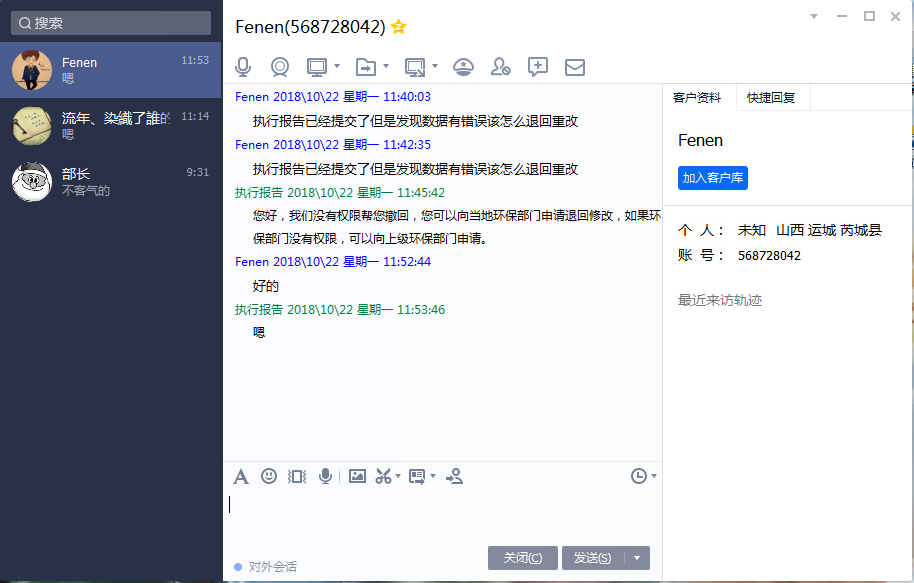 搜索
Fenen
11:53
嗯
流年、染鐡了誰的
11:14
嗯
部长
9:31
不客气的
Fenen(568728042)
Fenen 2018\10\22 星期一 11:40:03
执行报告已经提交了但是发现数据有错误该怎么退回重改
Fenen 2018\10\22 星期一 11:42:35
执行报告已经提交了但是发现数据有错误该怎么退回重改
执行报告 2018\10\22 星期一 11:45:42
您好，我们没有权限帮您撤回，您可以向当地环保部门申请退回修改，如果环
保部门没有权限，可以向上级环保部门申请。
Fenen 2018\10\22 星期一 11:52:44
好的
执行报告 2018\10\22 星期一 11:53:46
嗯
对外会话
关闭(C)
发送(S)
客户资料
快捷回复
Fenen
加入客户库
个 人： 未知 山西 运城 芮城县
账 号： 568728042
最近来访轨迹